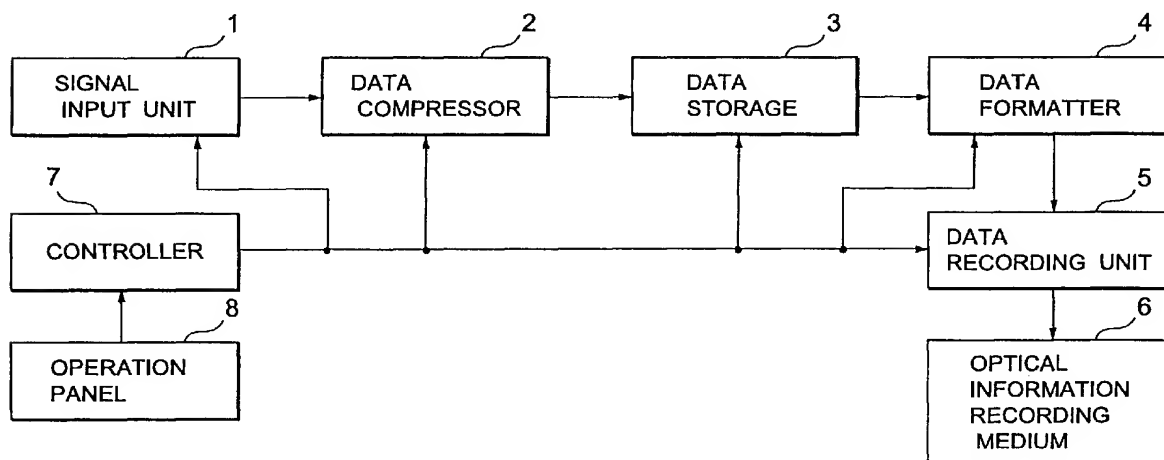 1
SIGNAL
INPUT UNIT
2
DATA
COMPRESSOR
3
DATA
STORAGE
4
DATA
FORMATTER
7
CONTROLLER
5
DATA
RECORDING UNIT
8
OPERATION
PANEL
6
OPTICAL
INFORMATION
RECORDING
MEDIUM